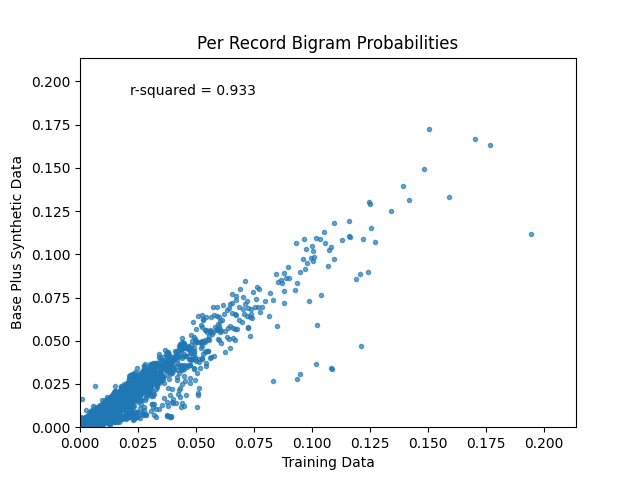 Per Record Bigram Probabilities
r-squared = 0.933
Base Plus Synthetic Data
0.200
0.175
0.150
0.125
0.100
0.075
0.050
0.025
0.000
0.000 0.025 0.050 0.075 0.100 0.125 0.150 0.175 0.200
Training Data